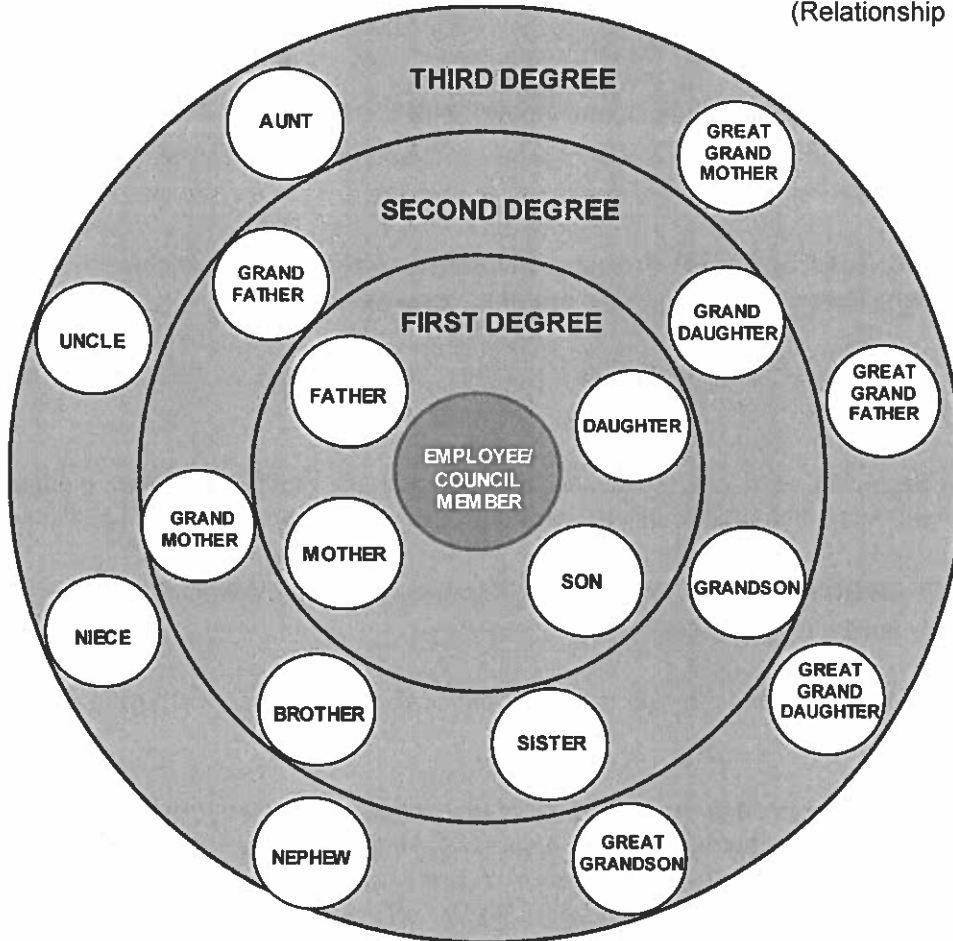 (Relationship
THIRD DEGREE
AUNT
GREAT
GRAND
MOTHER
SECOND DEGREE
GRAND
FATHER
GRAND
DAUGHTER
UNCLE
FIRST DEGREE
FATHER
DAUGHTER
GREAT
GRAND
FATHER
EMPLOYEE/
COUNCIL
MEMBER
GRAND
MOTHER
MOTHER
SON
GRANDSON
NIECE
BROTHER
SISTER
GREAT
GRAND
DAUGHTER
NEPHEW
GREAT
GRANDSON